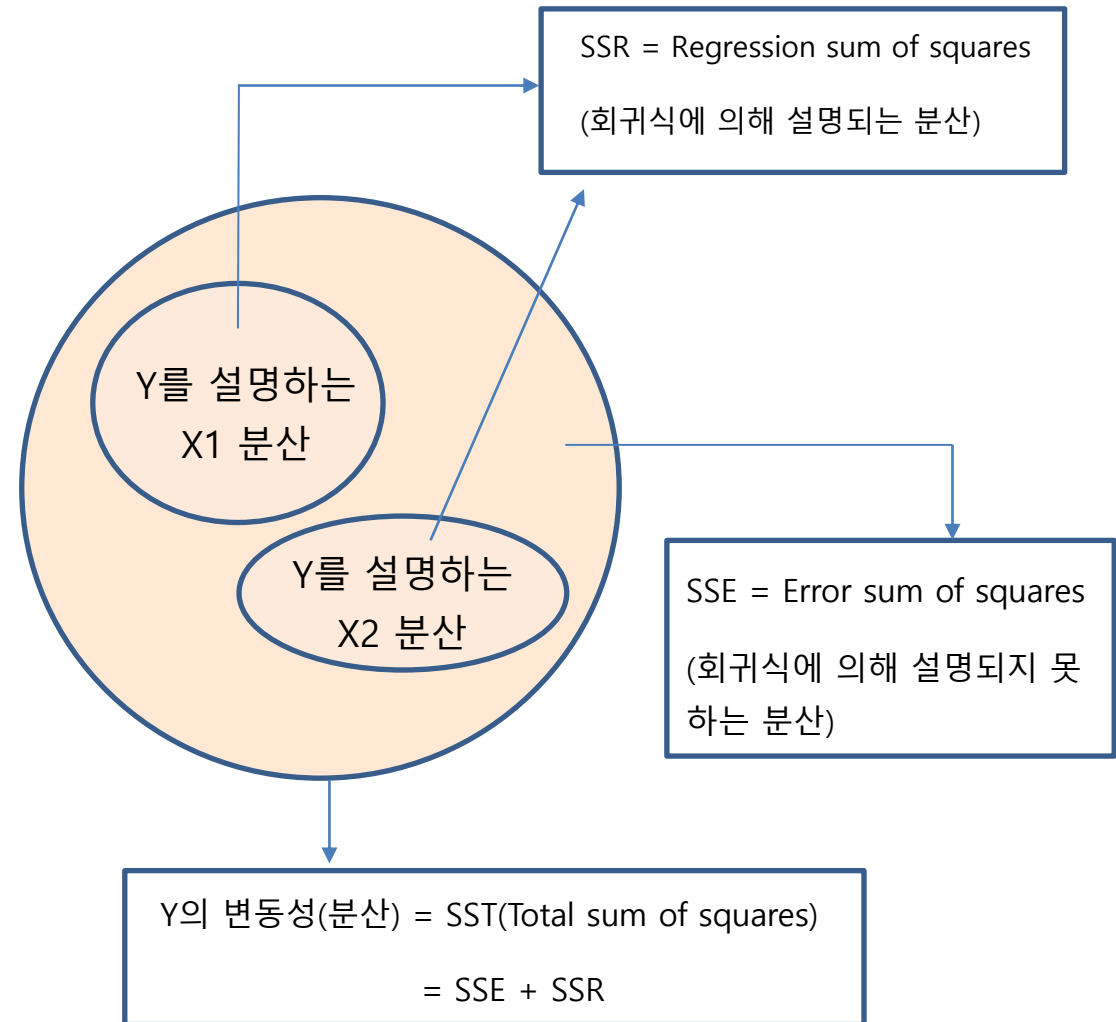 SSR = Regression sum of squares
(회귀식에 의해 설명되는 분산)
Y를 설명하는
X1 분산
Y를 설명하는
X2 분산
SSE = Error sum of squares
(회귀식에 의해 설명되지 못
하는 분산)
Y의 변동성(분산) = SST(Total sum of squares)
= SSE + SSR